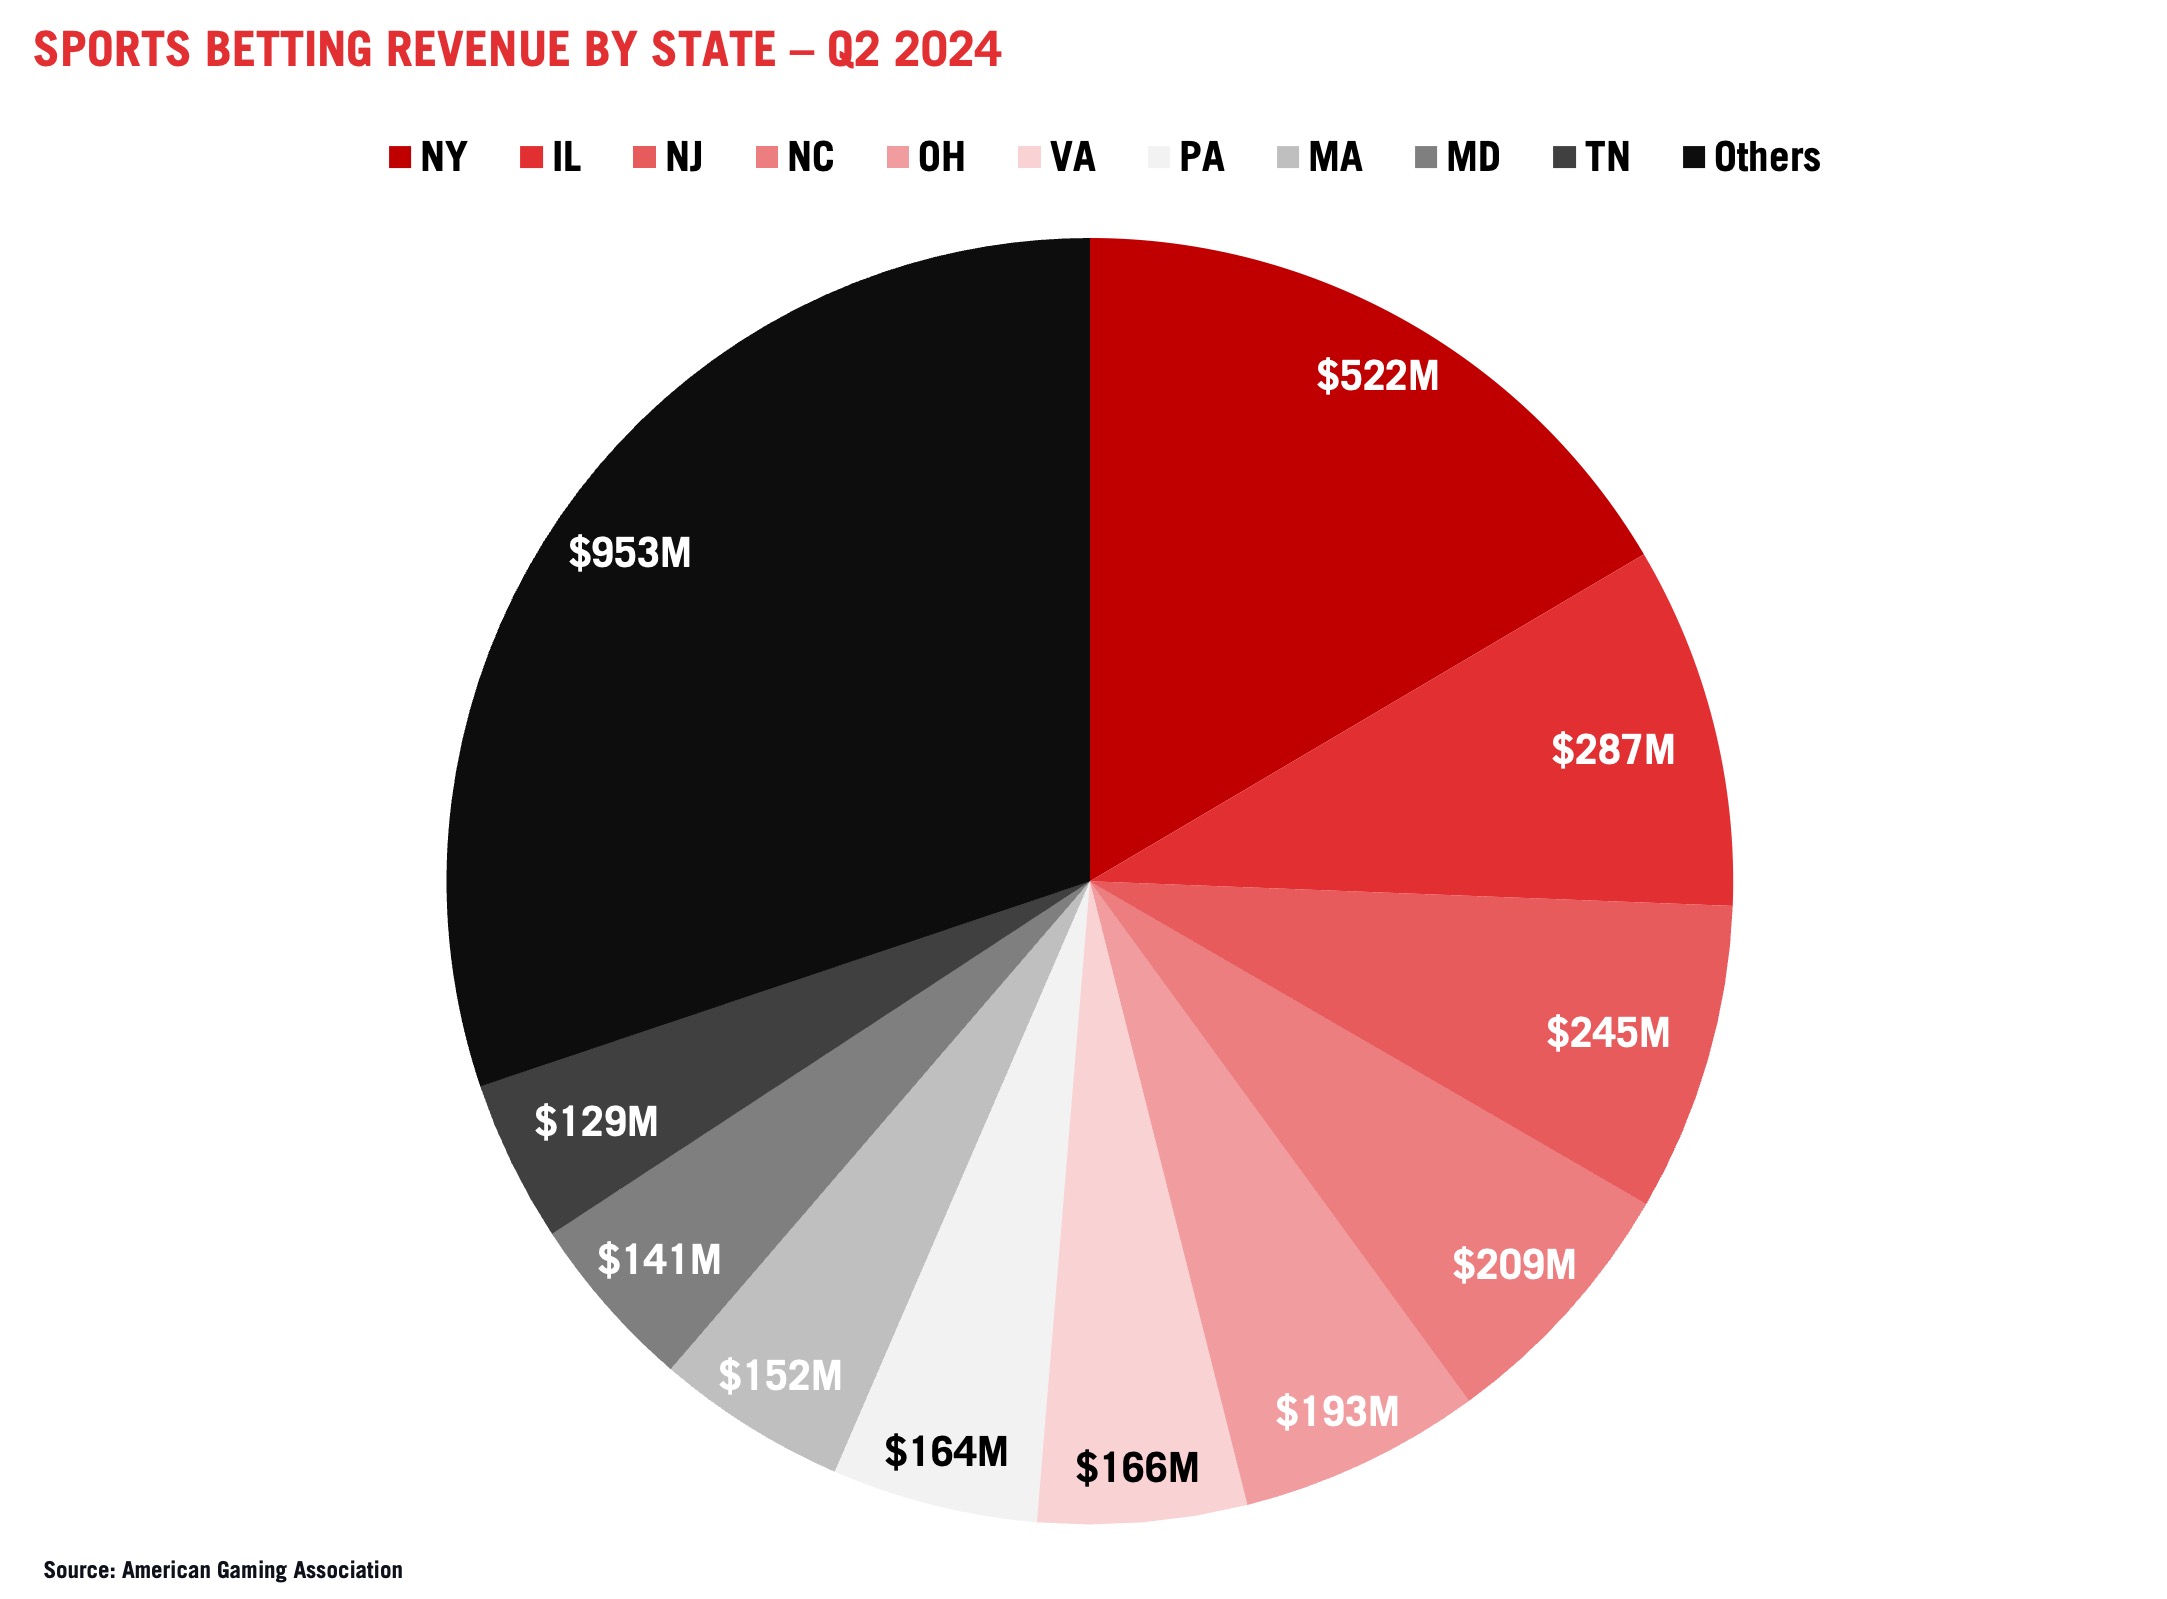 SPORTS BETTING REVENUE BY STATE – Q2 2024
NY IL NJ NC OH VA PA MA MD TN Others
$522M
$953M
$287M
$245M
$129M
$141M
$209M
$152M
$193M
$164M
$166M
Source: American Gaming Association